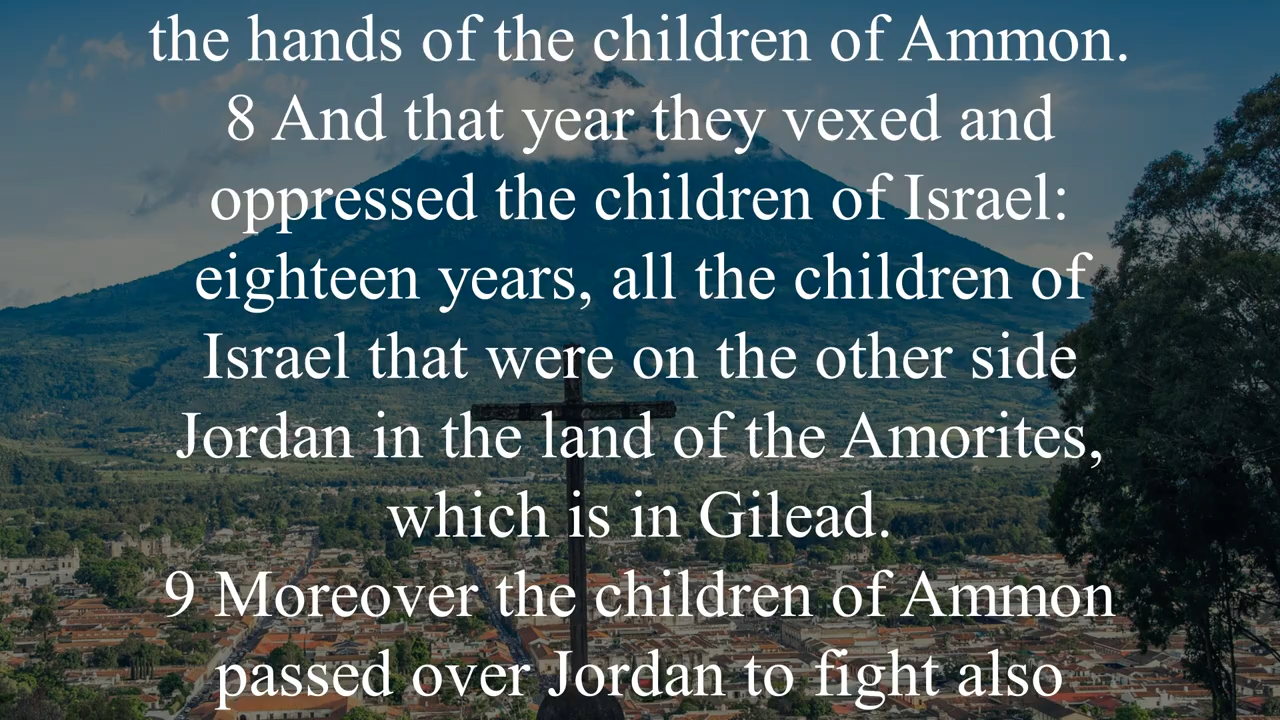 the hands of the children of Ammon.
8 And that year they vexed and
oppressed the children of Israel:
eighteen years, all the children of
Israel that were on the other side
Jordan in the land of the Amorites,
which is in Gilead.
9 Moreover the children of Ammon
passed over Jordan to fight also